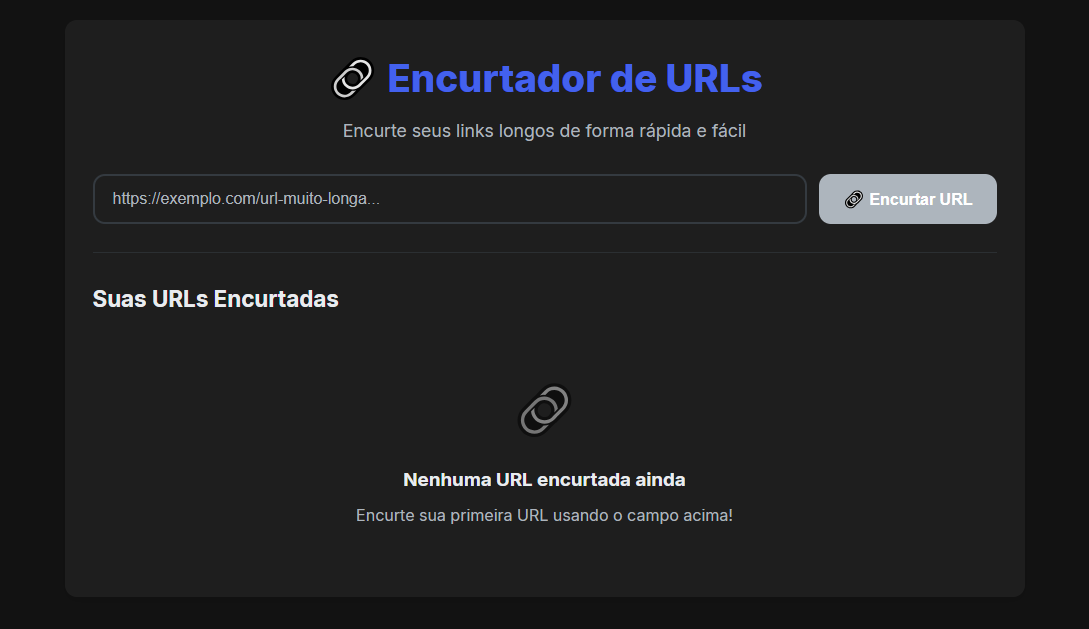 Encurtador de URLs
Encurte seus links longos de forma rápida e fácil
https://exemplo.com/url-muito-longa...
Encurtar URL
Suas URLs Encurtadas
Nenhuma URL encurtada ainda
Encurte sua primeira URL usando o campo acima!